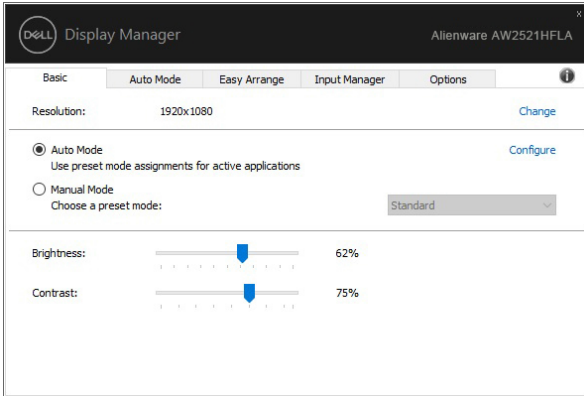 DELL Display Manager Alienware AW2521HFLA
x
Basic Auto Mode Easy Arrange Input Manager Options i
Resolution: 1920x1080 Change
Auto Mode Configure
Use preset mode assignments for active applications
Manual Mode
Choose a preset mode: Standard
Brightness: 62%
Contrast: 75%